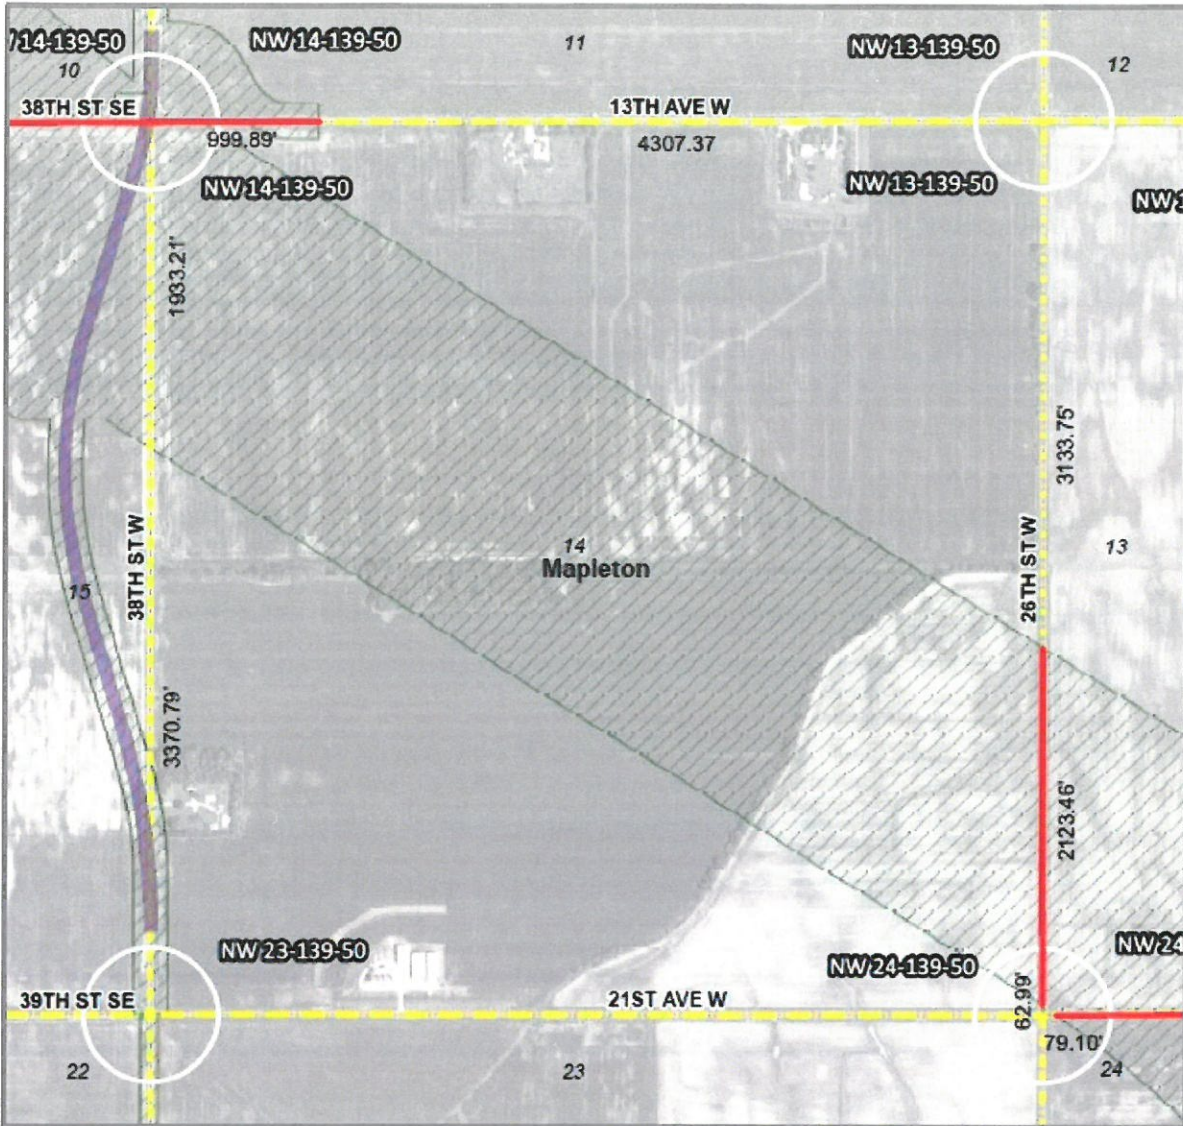 /14-139-50
NW 14-139-50
11
NW 13-139-50
10
12
38TH ST SE
13TH AVE W
999.89'
4307.37
NW 14-139-50
NW 13-139-50
NW 1
1933.21'
3133.75'
38TH ST W
14
Mapleton
26TH ST W
13
15
3370.79'
2123.46'
NW 23-139-50
NW 24-139-50
NW 24
39TH ST SE
21ST AVE W
62.99'
79.10'
22
23
24